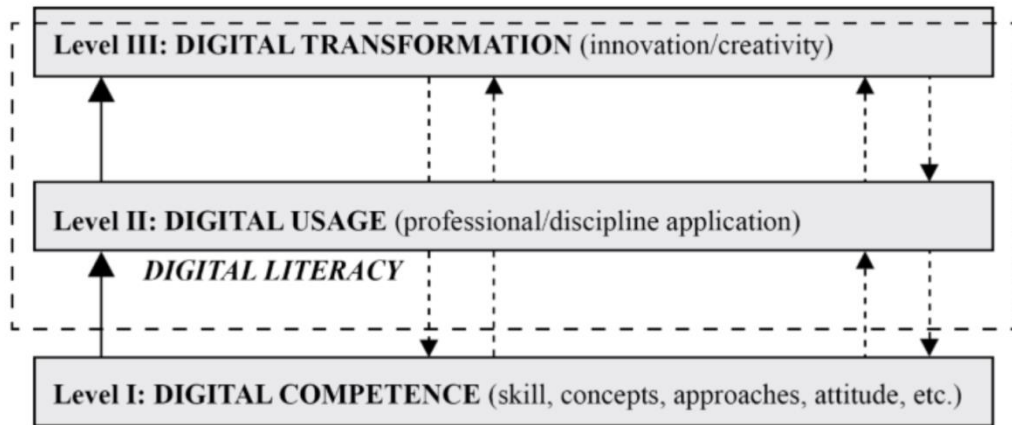 Level III: DIGITAL TRANSFORMATION (innovation/creativity)
Level II: DIGITAL USAGE (professional/discipline application)
DIGITAL LITERACY
Level I: DIGITAL COMPETENCE (skill, concepts, approaches, attitude, etc.)